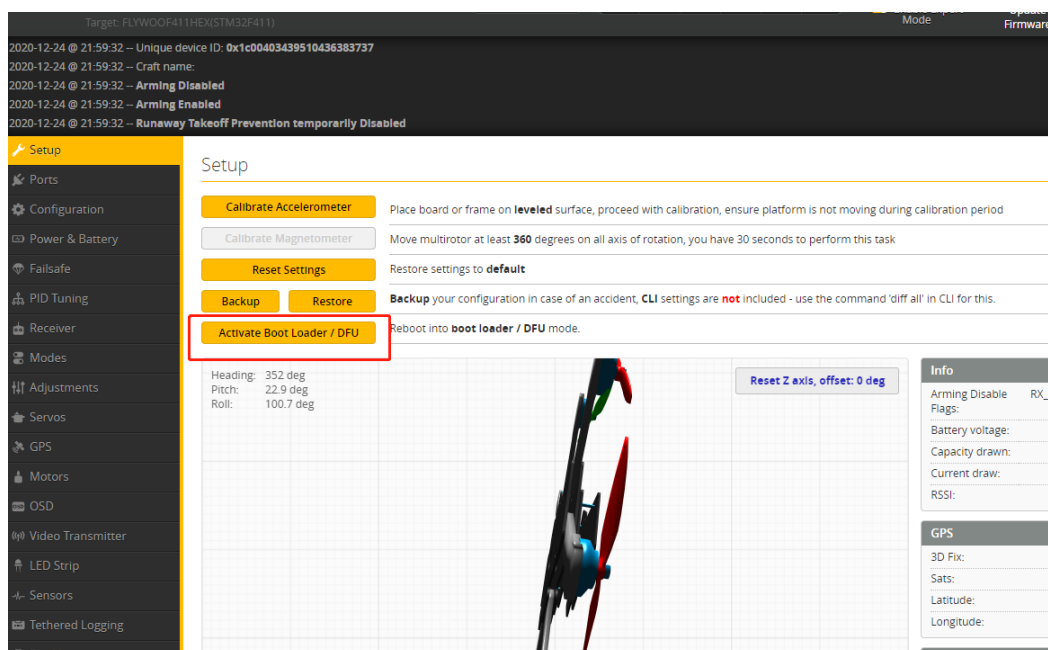 Target: FLYWOOF411HEX(STM32F411)
Mode
Firmware
2020-12-24 @ 21:59:32 -- Unique device ID: 0x1c00403439510436383737
2020-12-24 @ 21:59:32 -- Craft name:
2020-12-24 @ 21:59:32 -- Arming Disabled
2020-12-24 @ 21:59:32 -- Arming Enabled
2020-12-24 @ 21:59:32 -- Runaway Takeoff Prevention temporarily Disabled
Setup
Ports
Configuration
Power & Battery
Failsafe
PID Tuning
Receiver
Modes
Adjustments
Servos
GPS
Motors
OSD
Video Transmitter
LED Strip
Sensors
Tethered Logging
Setup
Calibrate Accelerometer
Place board or frame on leveled surface, proceed with calibration, ensure platform is not moving during calibration period
Calibrate Magnetometer
Move multirotor at least 360 degrees on all axis of rotation, you have 30 seconds to perform this task
Reset Settings
Restore settings to default
Backup
Restore
Backup your configuration in case of an accident, CLI settings are not included - use the command 'diff all' in CLI for this.
Activate Boot Loader / DFU
Reboot into boot loader / DFU mode.
Heading: 352 deg
Pitch: 22.9 deg
Roll: 100.7 deg
Reset Z axis, offset: 0 deg
Info
Arming Disable Flags: RX_
Battery voltage:
Capacity drawn:
Current draw:
RSSI:
GPS
3D Fix:
Sats:
Latitude:
Longitude: